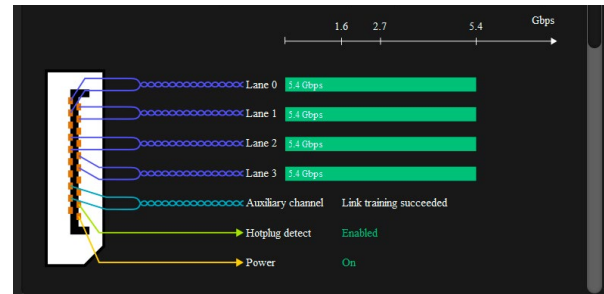 Gbps
1.6 2.7 5.4
Lane 0 5.4 Gbps
Lane 1 5.4 Gbps
Lane 2 5.4 Gbps
Lane 3 5.4 Gbps
Auxiliary channel Link training succeeded
Hotplug detect Enabled
Power On